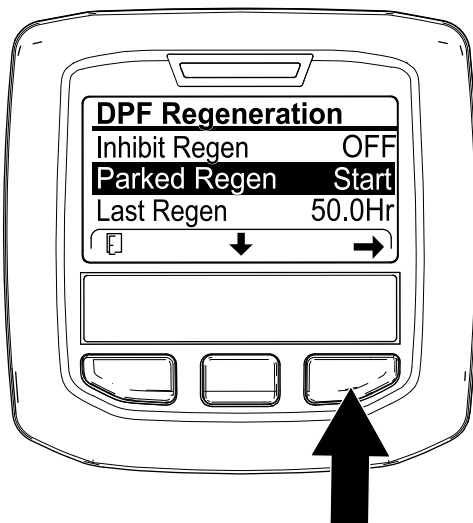 DPF Regeneration
Inhibit Regen OFF
Parked Regen Start
Last Regen 50.0Hr